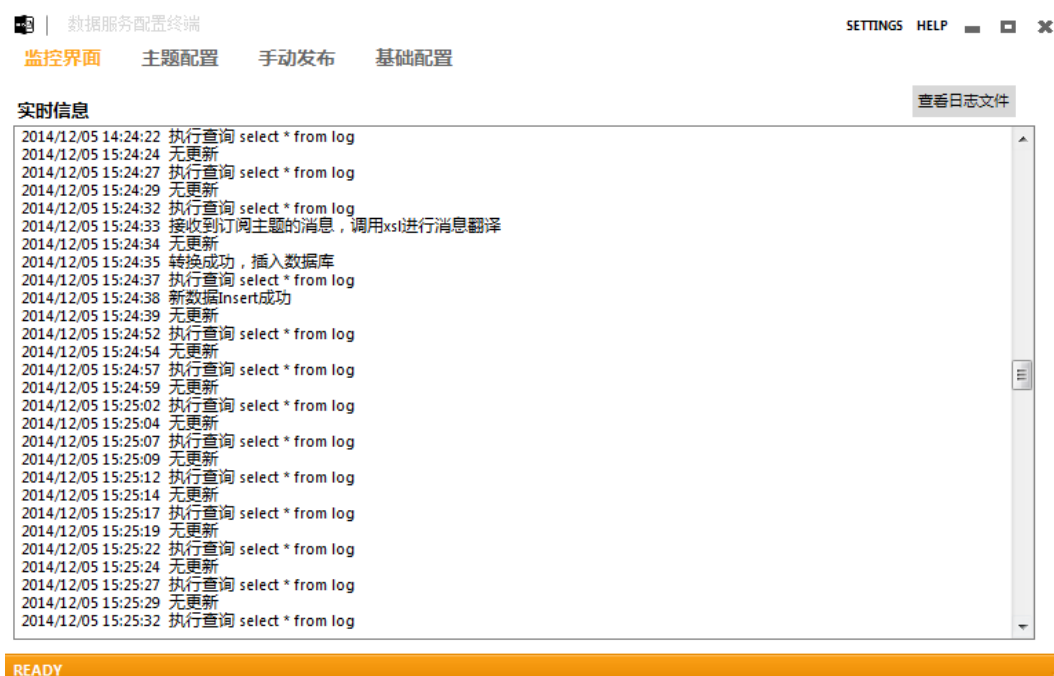 数据服务配置终端 SETTINGS HELP
监控界面 主题配置 手动发布 基础配置
查看日志文件
实时信息
2014/12/05 14:24:22 执行查询 select * from log
2014/12/05 15:24:24 无更新
2014/12/05 15:24:27 执行查询 select * from log
2014/12/05 15:24:29 无更新
2014/12/05 15:24:32 执行查询 select * from log
2014/12/05 15:24:33 接收到订阅主题的消息，调用xsl进行消息翻译
2014/12/05 15:24:34 无更新
2014/12/05 15:24:35 转换成功，插入数据库
2014/12/05 15:24:37 执行查询 select * from log
2014/12/05 15:24:38 新数据Insert成功
2014/12/05 15:24:39 无更新
2014/12/05 15:24:52 执行查询 select * from log
2014/12/05 15:24:54 无更新
2014/12/05 15:24:57 执行查询 select * from log
2014/12/05 15:24:59 无更新
2014/12/05 15:25:02 执行查询 select * from log
2014/12/05 15:25:04 无更新
2014/12/05 15:25:07 执行查询 select * from log
2014/12/05 15:25:09 无更新
2014/12/05 15:25:12 执行查询 select * from log
2014/12/05 15:25:14 无更新
2014/12/05 15:25:17 执行查询 select * from log
2014/12/05 15:25:19 无更新
2014/12/05 15:25:22 执行查询 select * from log
2014/12/05 15:25:24 无更新
2014/12/05 15:25:27 执行查询 select * from log
2014/12/05 15:25:29 无更新
2014/12/05 15:25:32 执行查询 select * from log
READY